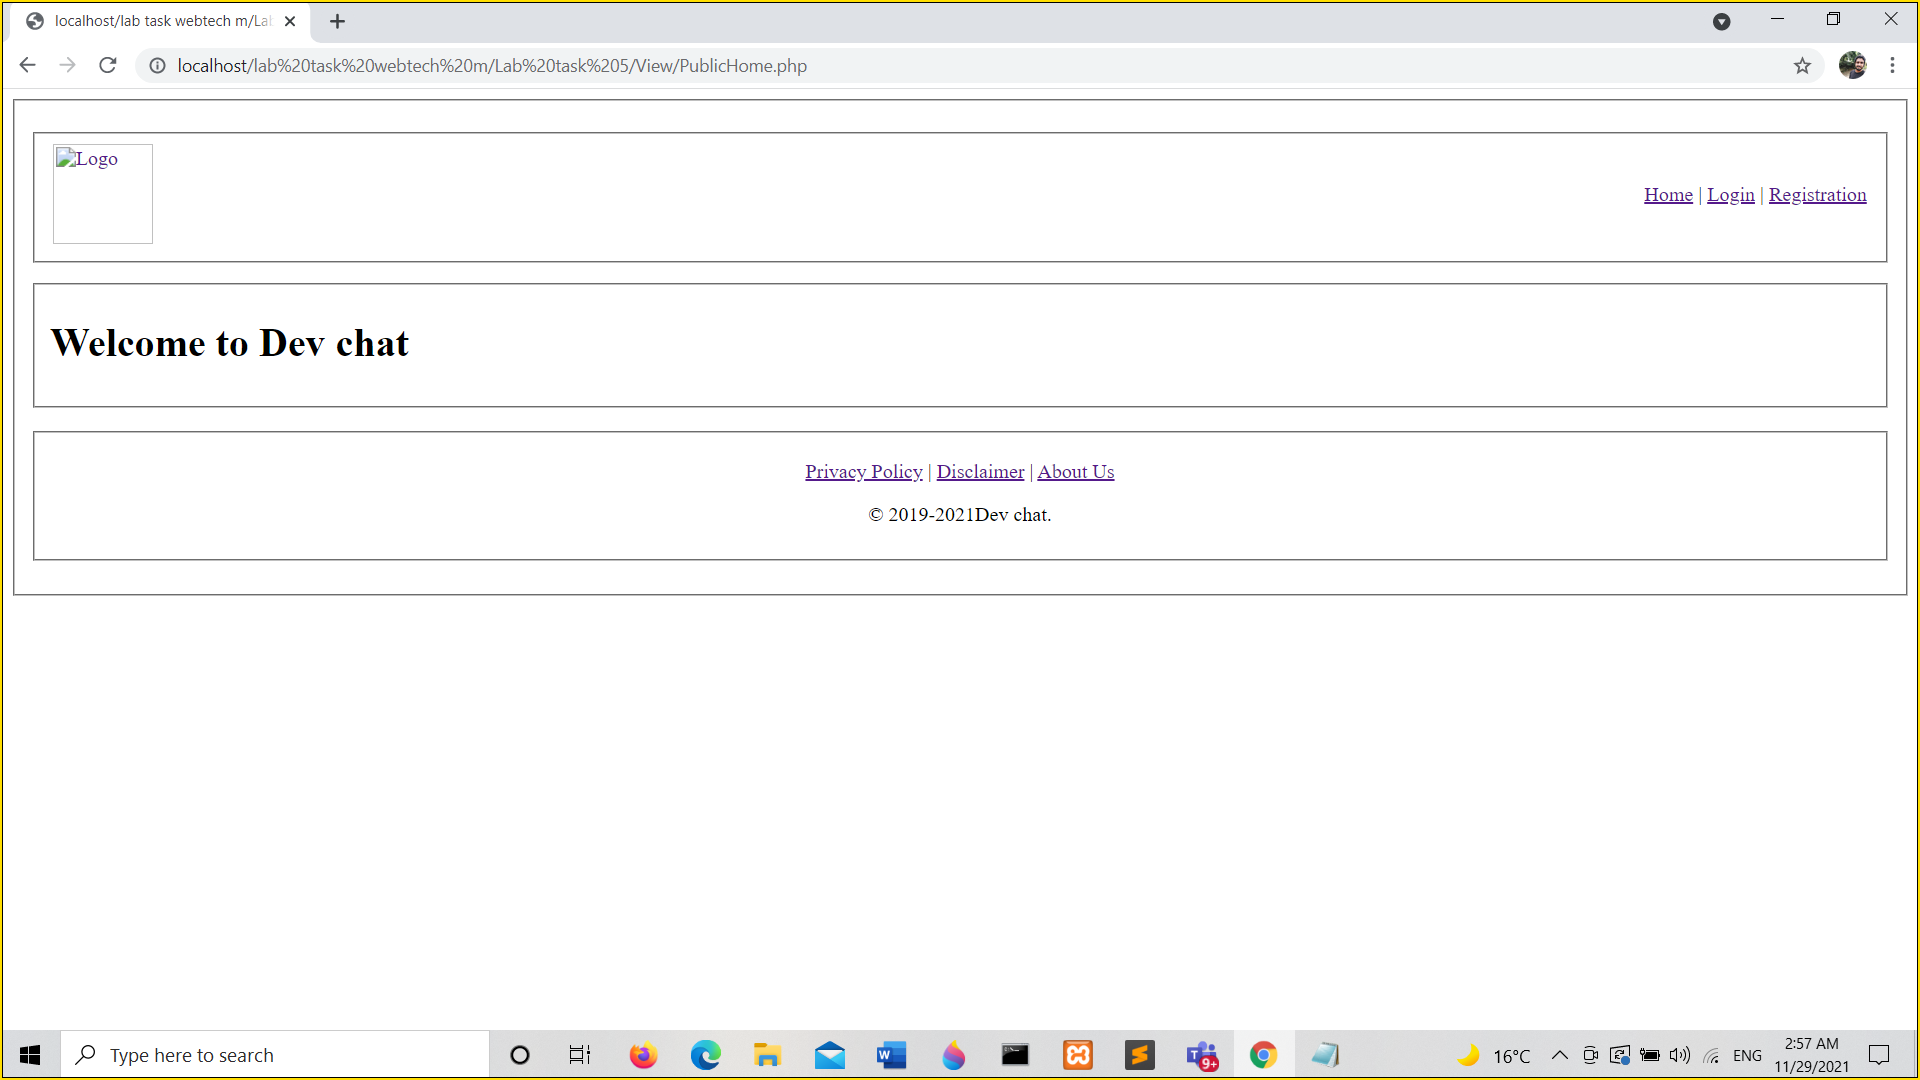 localhost/lab task webtech m/La
localhost/lab%20task%20webtech%20m/Lab%20task%205/View/PublicHome.php
Logo
Home | Login | Registration
Welcome to Dev chat
Privacy Policy | Disclaimer | About Us
© 2019-2021Dev chat.
Type here to search
9+
16°C
ENG
2:57 AM
11/29/2021